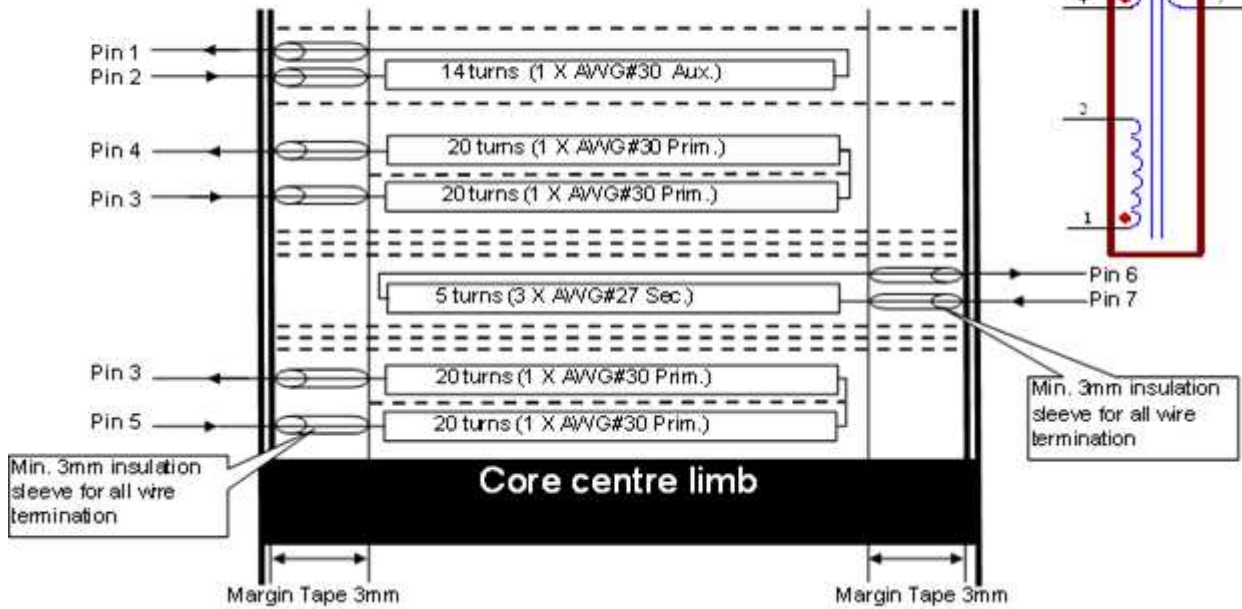 Pin 1
Pin 2
14 turns (1 X AWG#30 Aux.)
Pin 4
20 turns (1 X AWG#30 Prim.)
Pin 3
20 turns (1 X AWG#30 Prim.)
2
1
Pin 6
5 turns (3 X AWG#27 Sec.)
Pin 7
Pin 3
20 turns (1 X AWG#30 Prim.)
Pin 5
20 turns (1 X AWG#30 Prim.)
Min. 3mm insulation
sleeve for all wire
termination
Min. 3mm insulation
sleeve for all wire
termination
Core centre limb
Margin Tape 3mm
Margin Tape 3mm